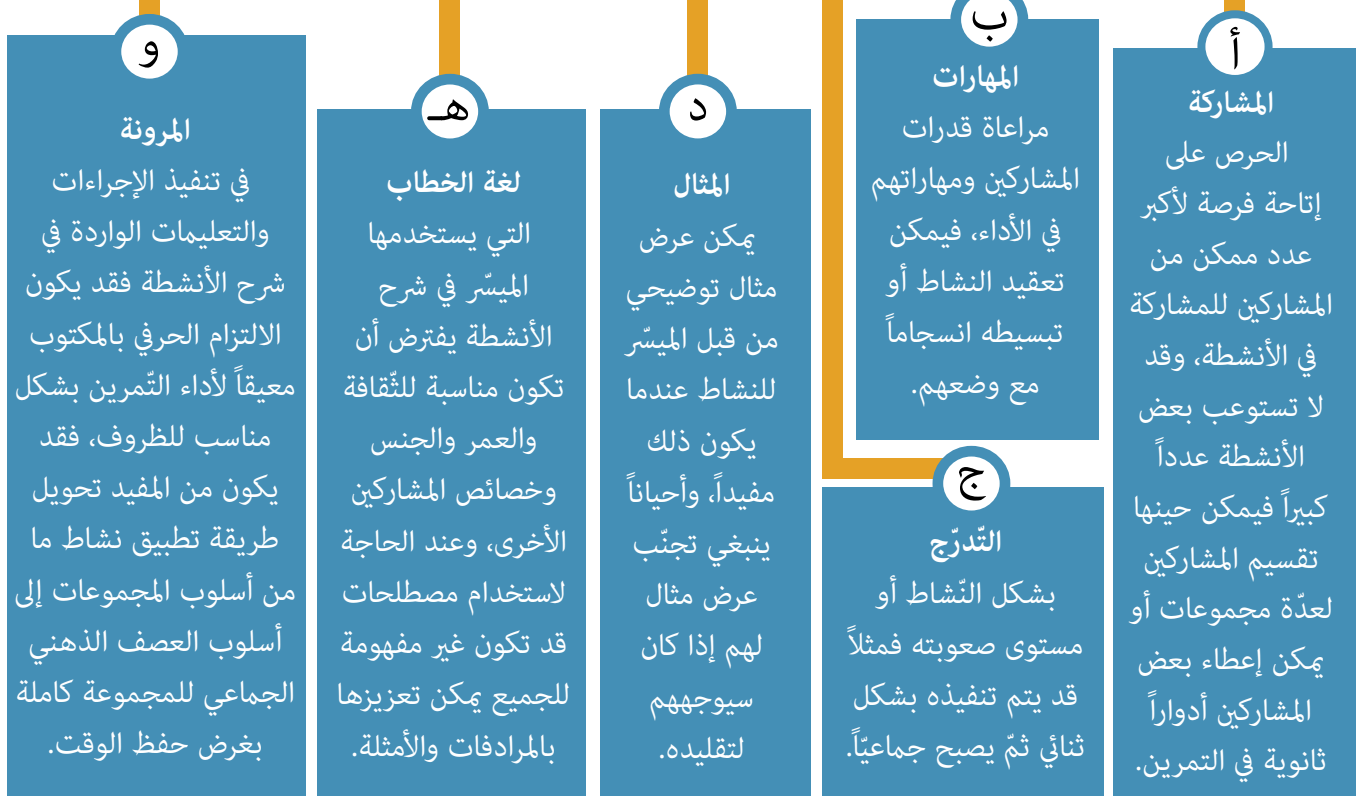 أ
المشاركة
الحرص على
إتاحة فرصة لأكبر
عدد ممكن من
المشاركين للمشاركة
في الأنشطة، وقد
لا تستوعب بعض
الأنشطة عدداً
كبيراً فيمكن حينها
تقسيم المشاركين
لعدّة مجموعات أو
يمكن إعطاء بعض
المشاركين أدواراً
ثانوية في التمرين.
ب
المهارات
مراعاة قدرات
المشاركين ومهاراتهم
في الأداء، فيمكن
تعقيد النشاط أو
تبسيطه انسجاماً
مع وضعهم.
ج
التّدرّج
بشكل النّشاط أو
مستوى صعوبته فمثلاً
قد يتم تنفيذه بشكل
ثنائي ثمّ يصبح جماعيّاً.
د
المثال
يمكن عرض
مثال توضيحي
من قبل الميسّر
للنشاط عندما
يكون ذلك
مفيداً، وأحياناً
ينبغي تجنّب
عرض مثال
لهم إذا كان
سيوجههم
لتقليده.
هـ
لغة الخطاب
التي يستخدمها
الميسّر في شرح
الأنشطة يفترض أن
تكون مناسبة للثّقافة
والعمر والجنس
وخصائص المشاركين
الأخرى، وعند الحاجة
لاستخدام مصطلحات
قد تكون غير مفهومة
للجميع يمكن تعزيزها
بالمرادفات والأمثلة.
و
المرونة
في تنفيذ الإجراءات
والتعليمات الواردة في
شرح الأنشطة فقد يكون
الالتزام الحرفي بالمكتوب
معيقاً لأداء التّمرين بشكل
مناسب للظروف، فقد
يكون من المفيد تحويل
طريقة تطبيق نشاط ما
من أسلوب المجموعات إلى
أسلوب العصف الذهني
الجماعي للمجموعة كاملة
بغرض حفظ الوقت.